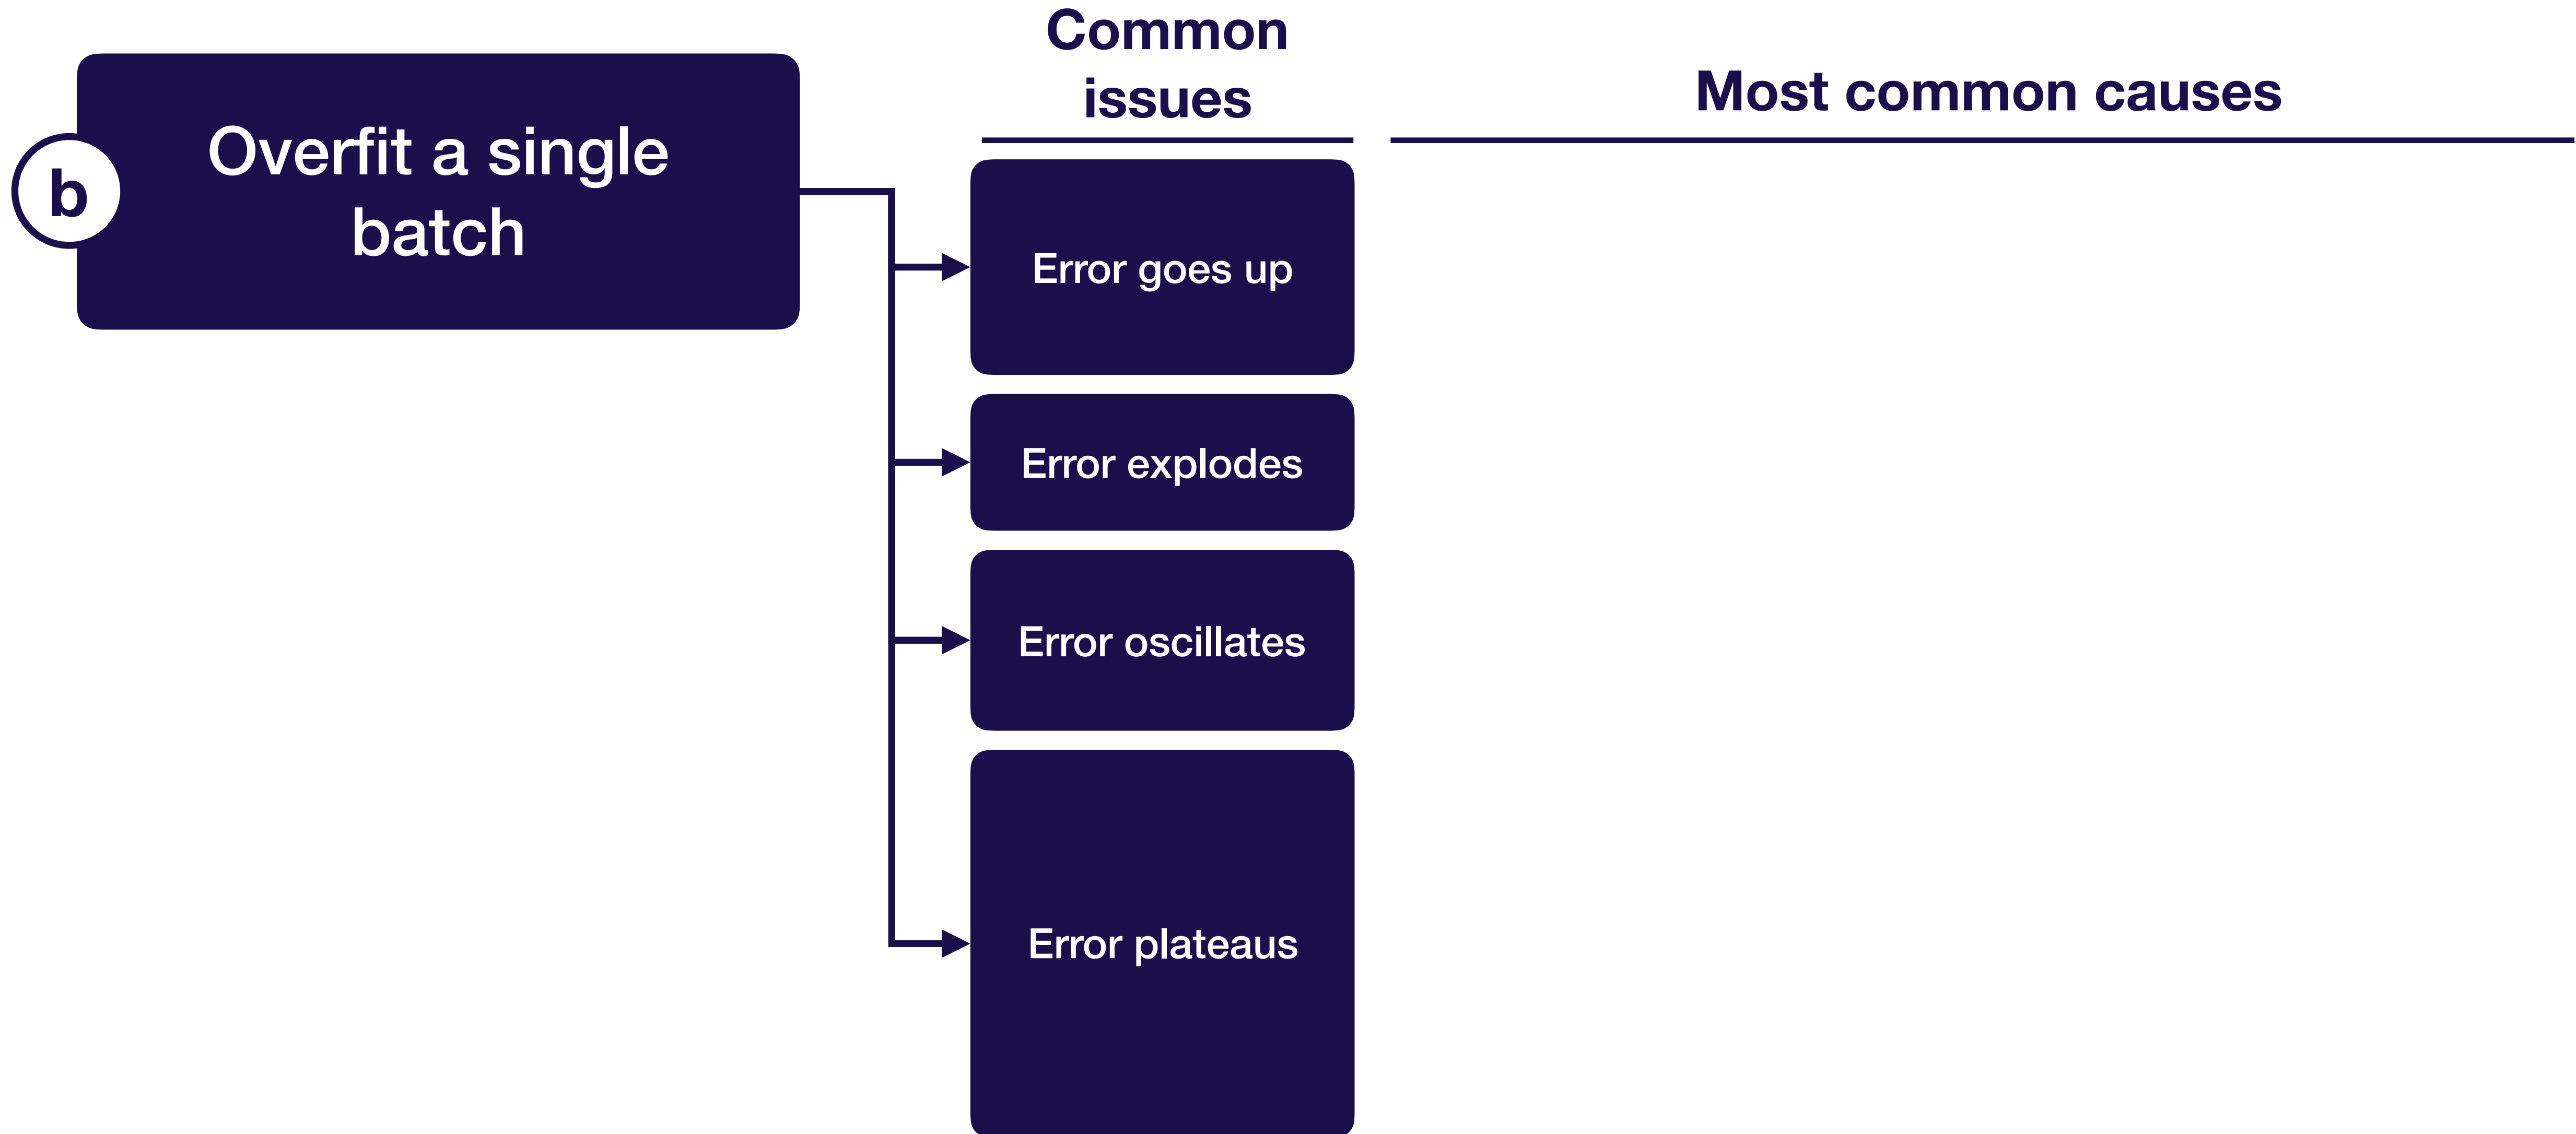 b
Overfit a single
batch
Common
issues
Most common causes
Error goes up
Error explodes
Error oscillates
Error plateaus